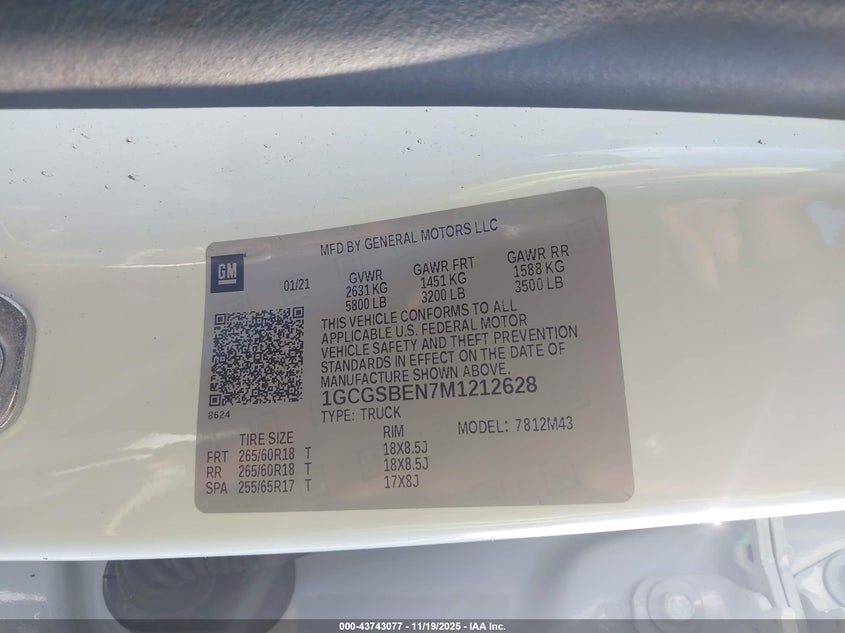 MFD BY GENERAL MOTORS LLC
GM
01/21
GVWR GAWR FRT GAWR RR
2631 KG 1451 KG 1588 KG
5800 LB 3200 LB 3500 LB
THIS VEHICLE CONFORMS TO ALL
APPLICABLE U.S. FEDERAL MOTOR
VEHICLE SAFETY AND THEFT PREVENTION
STANDARDS IN EFFECT ON THE DATE OF
MANUFACTURE SHOWN ABOVE.
1GCGSBEN7M1212628
8624
TYPE: TRUCK
MODEL: 7812M43
TIRE SIZE RIM
FRT 265/60R18 T 18X8.5J
RR 265/60R18 T 18X8.5J
SPA 255/65R17 T 17X8J
000-43743077 — 11/19/2025 — IAA Inc.